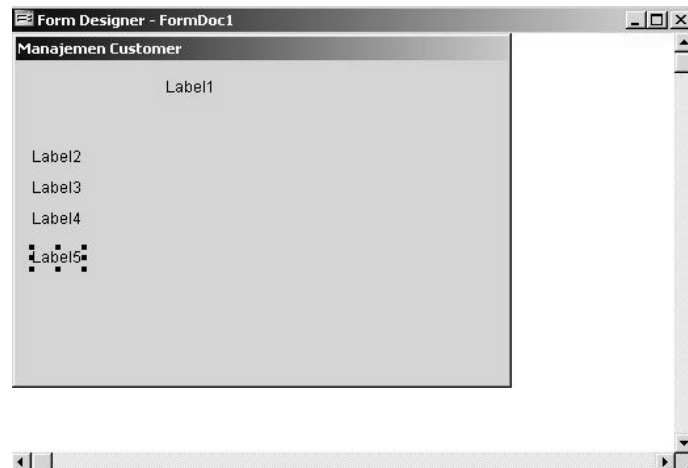 Form Designer - FormDoc1
Manajemen Customer
Label1
Label2
Label3
Label4
Label5